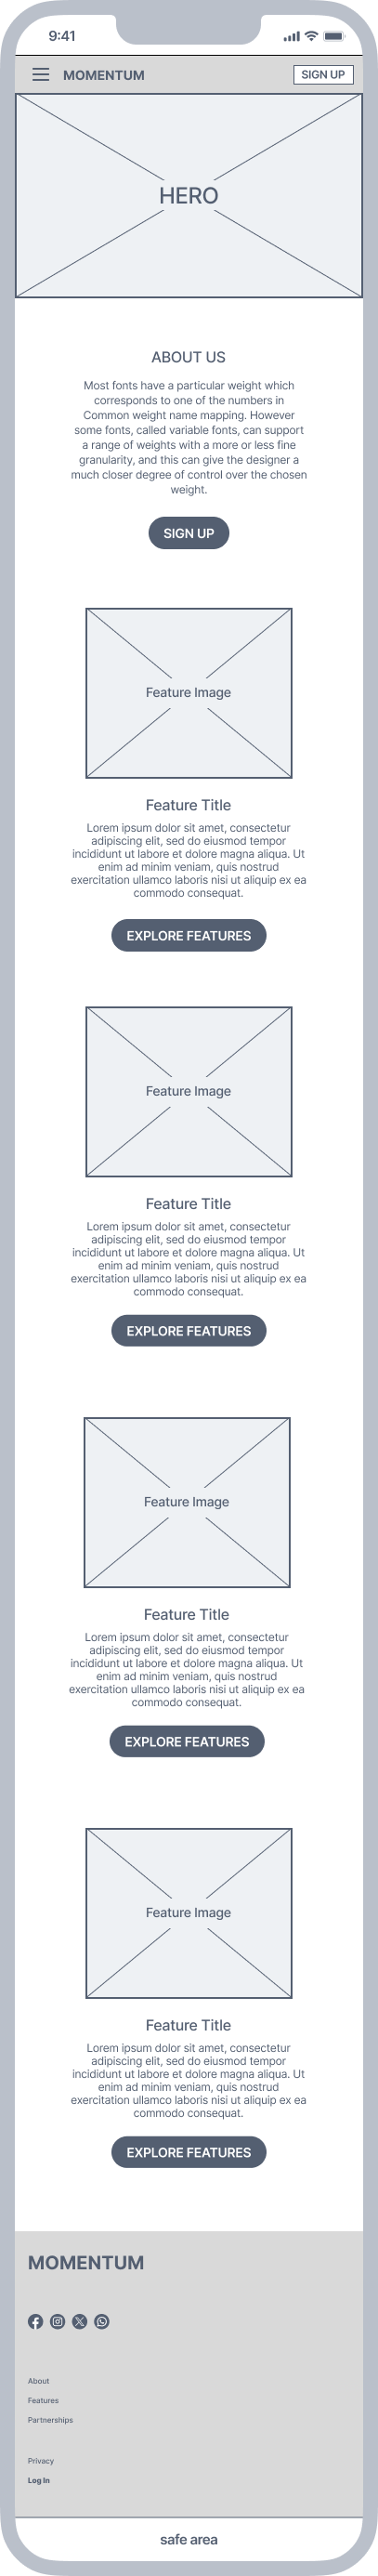 9:41
MOMENTUM
SIGN UP
HERO
ABOUT US
Most fonts have a particular weight which
corresponds to one of the numbers in
Common weight name mapping. However
some fonts, called variable fonts, can support
a range of weights with a more or less fine
granularity, and this can give the designer a
much closer degree of control over the chosen
weight.
SIGN UP
Feature Image
Feature Title
Lorem ipsum dolor sit amet, consectetur
adipiscing elit, sed do eiusmod tempor
incididunt ut labore et dolore magna aliqua. Ut
enim ad minim veniam, quis nostrud
exercitation ullamco laboris nisi ut aliquip ex ea
commodo consequat.
EXPLORE FEATURES
Feature Image
Feature Title
Lorem ipsum dolor sit amet, consectetur
adipiscing elit, sed do eiusmod tempor
incididunt ut labore et dolore magna aliqua. Ut
enim ad minim veniam, quis nostrud
exercitation ullamco laboris nisi ut aliquip ex ea
commodo consequat.
EXPLORE FEATURES
Feature Image
Feature Title
Lorem ipsum dolor sit amet, consectetur
adipiscing elit, sed do eiusmod tempor
incididunt ut labore et dolore magna aliqua. Ut
enim ad minim veniam, quis nostrud
exercitation ullamco laboris nisi ut aliquip ex ea
commodo consequat.
EXPLORE FEATURES
Feature Image
Feature Title
Lorem ipsum dolor sit amet, consectetur
adipiscing elit, sed do eiusmod tempor
incididunt ut labore et dolore magna aliqua. Ut
enim ad minim veniam, quis nostrud
exercitation ullamco laboris nisi ut aliquip ex ea
commodo consequat.
EXPLORE FEATURES
MOMENTUM
About
Features
Partnerships
Privacy
Log In
safe area